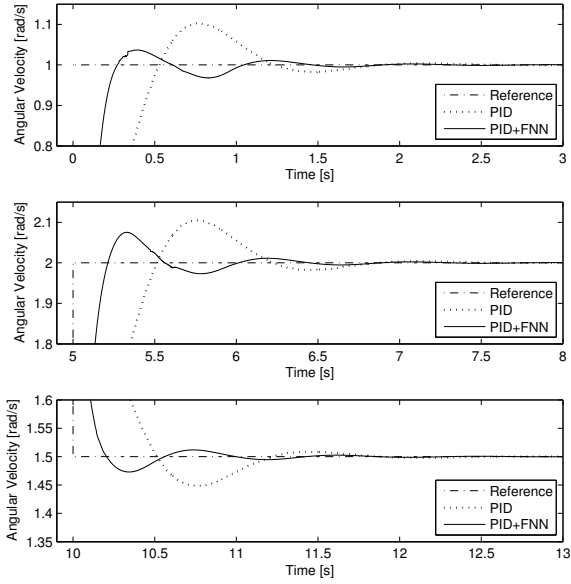 1.1
1
0.9
0.8
Angular Velocity [rad/s]
Reference
PID
PID+FNN
0 0.5 1 1.5 2 2.5 3
Time [s]
2.1
2
1.9
1.8
Angular Velocity [rad/s]
Reference
PID
PID+FNN
5 5.5 6 6.5 7 7.5 8
Time [s]
1.6
1.55
1.5
1.45
1.4
1.35
Angular Velocity [rad/s]
Reference
PID
PID+FNN
10 10.5 11 11.5 12 12.5 13
Time [s]